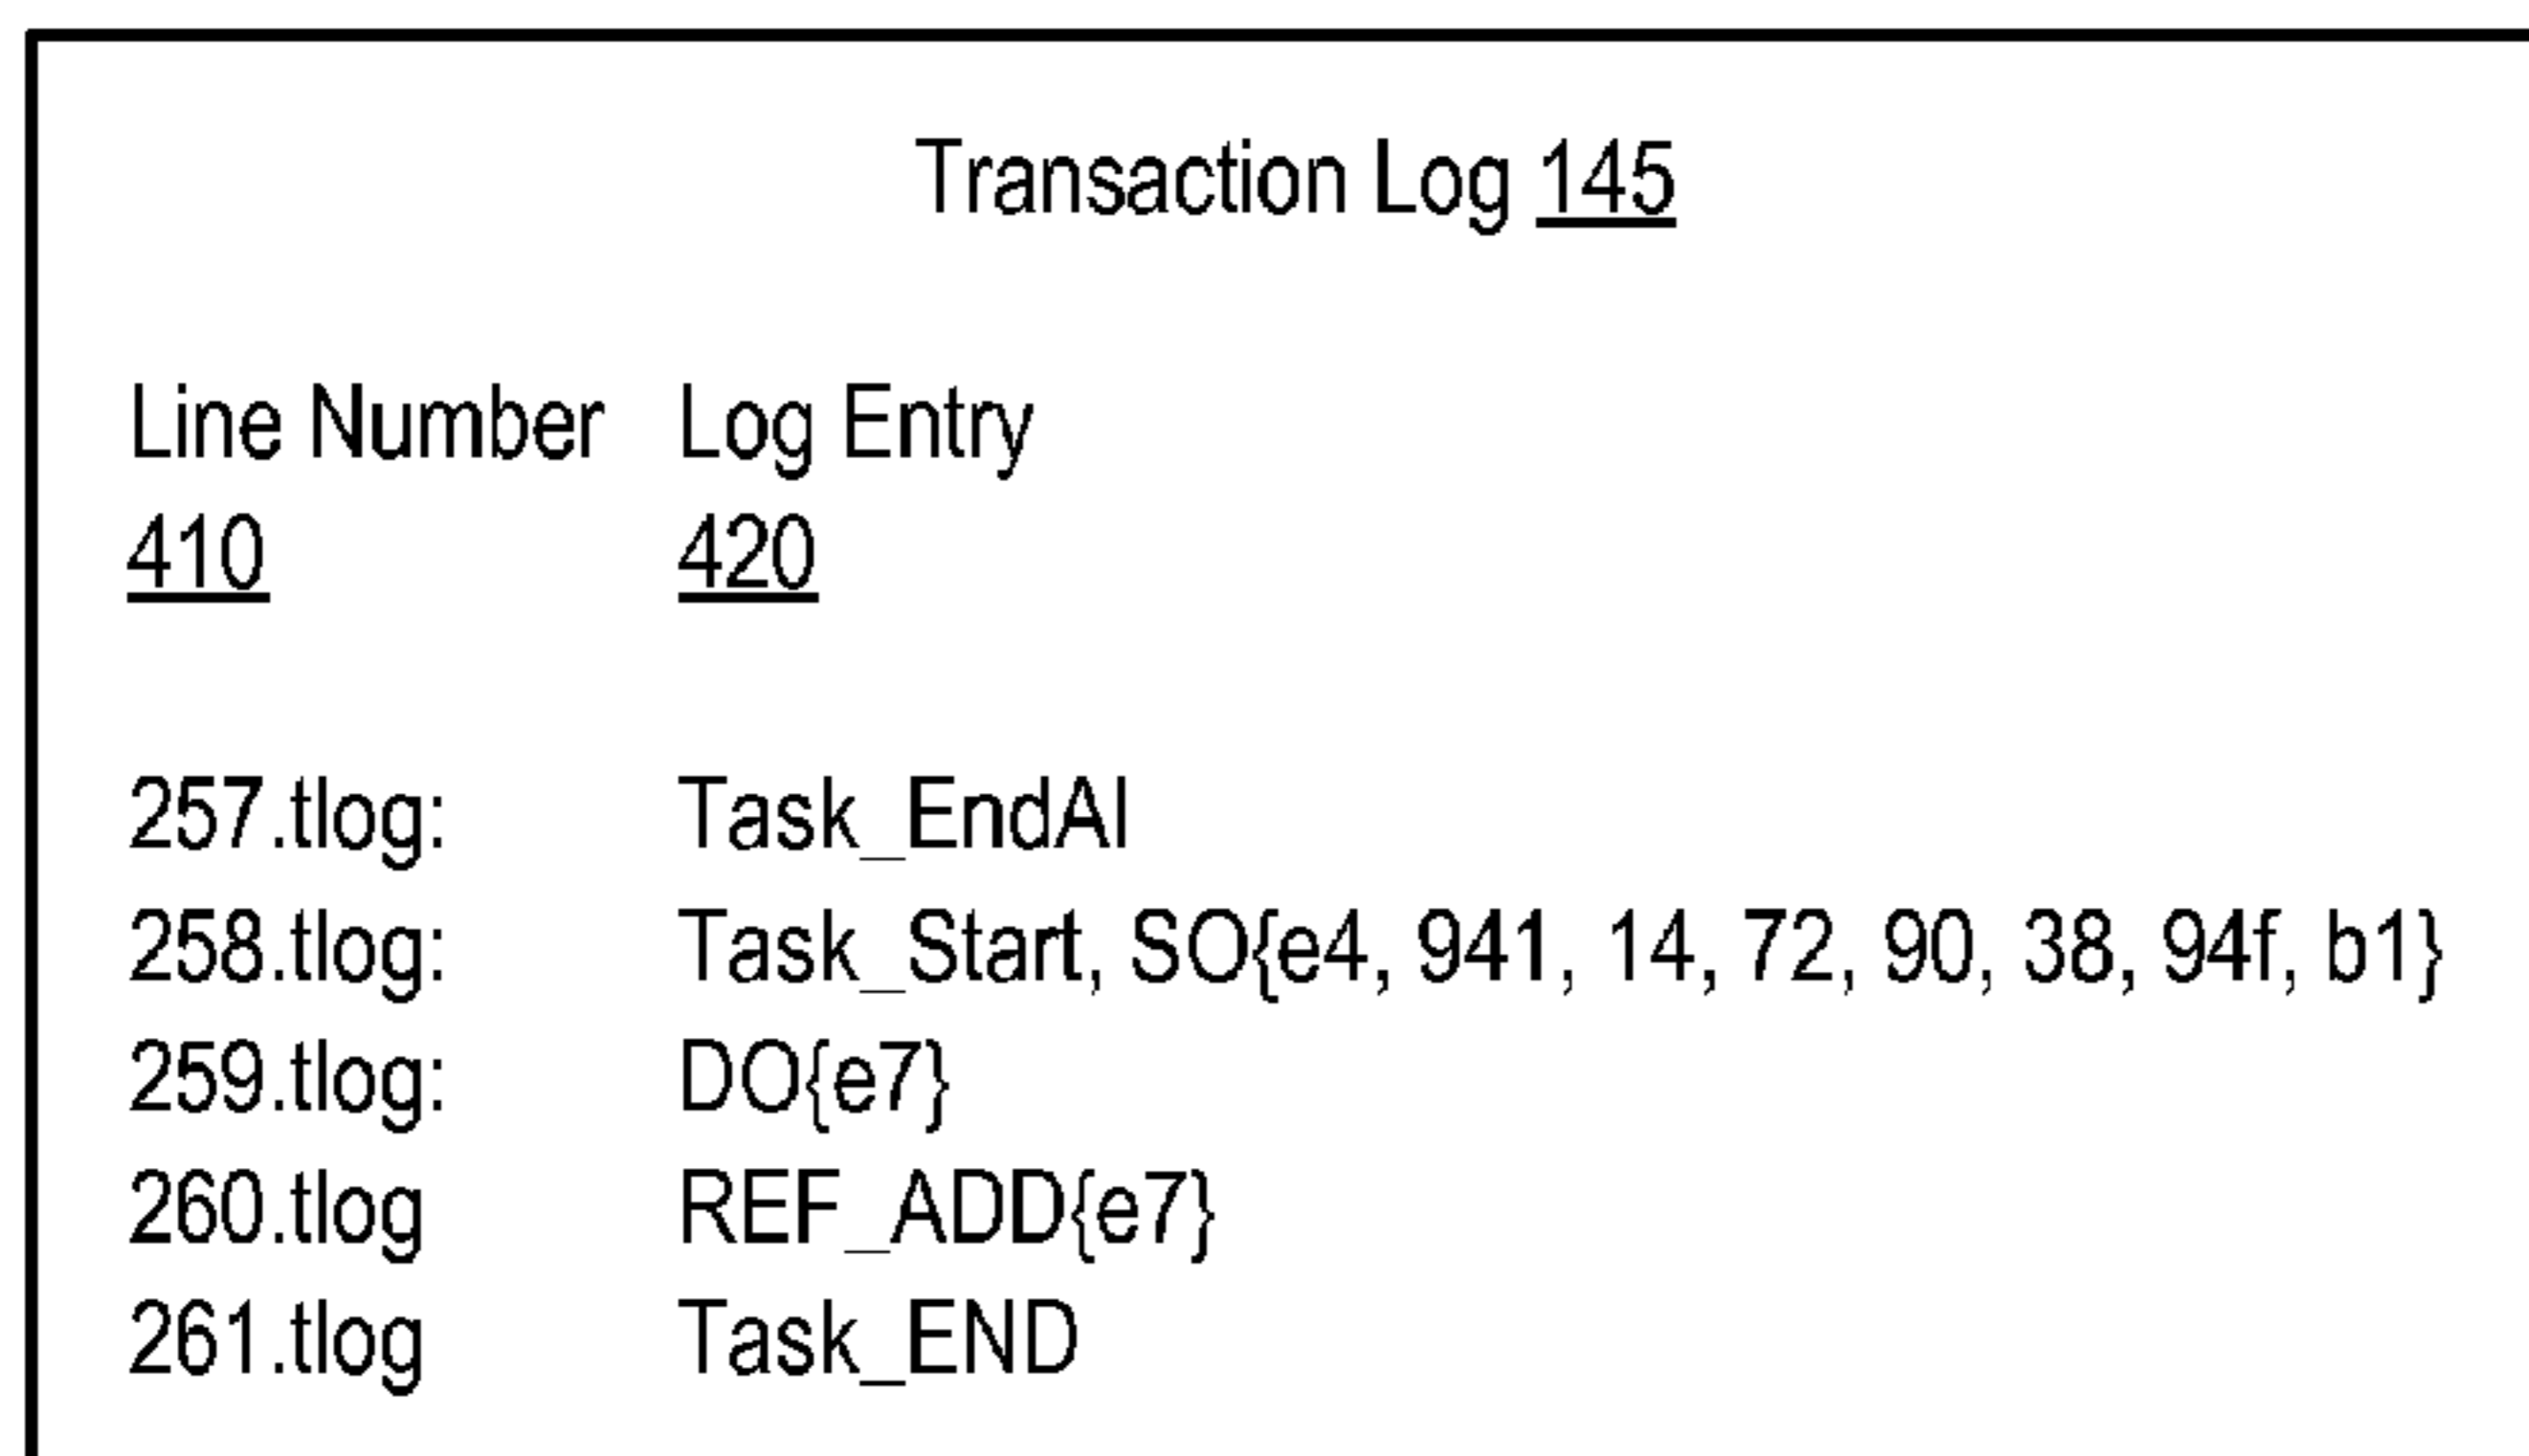 Transaction Log 145
Line Number Log Entry
410 420
257.tlog: Task_EndAI
258.tlog: Task_Start, SO{e4, 941, 14, 72, 90, 38, 94f, b1}
259.tlog: DO{e7}
260.tlog REF_ADD{e7}
261.tlog Task_END